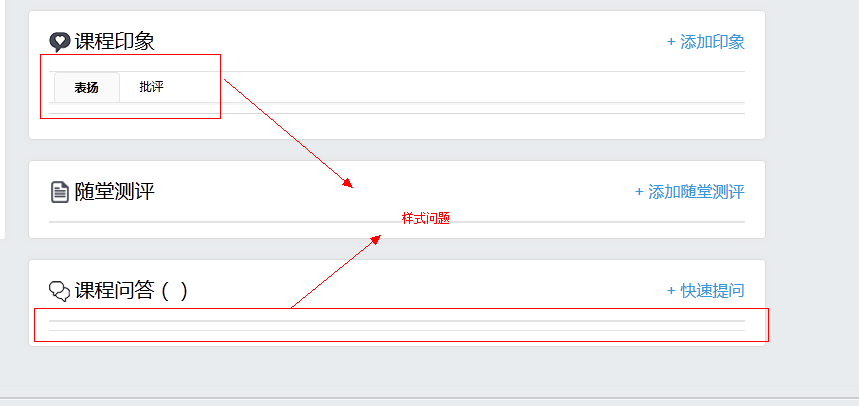 课程印象
+ 添加印象
表扬
批评
随堂测评
+ 添加随堂测评
样式问题
课程问答 ( )
+ 快速提问